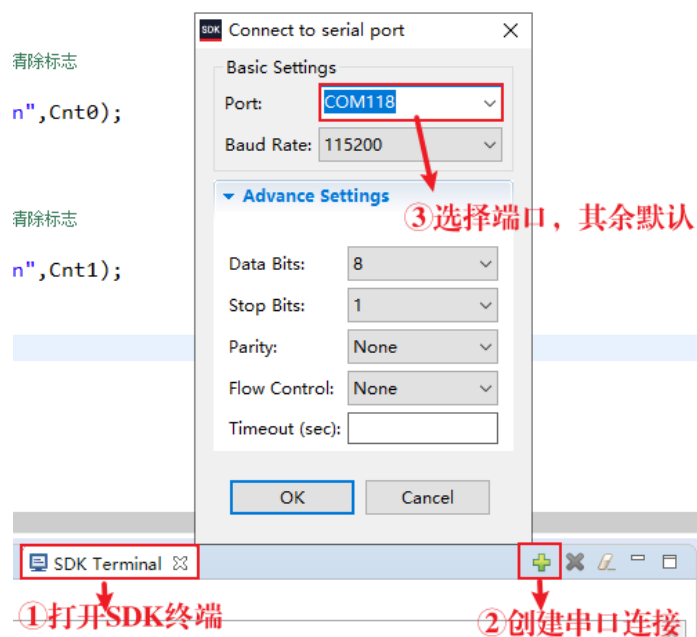 SDK Connect to serial port
清除标志
Basic Settings
n",Cnt0);
Port: COM118
Baud Rate: 115200
Advance Settings
清除标志
③选择端口，其余默认
n",Cnt1);
Data Bits: 8
Stop Bits: 1
Parity: None
Flow Control: None
Timeout (sec):
OK Cancel
SDK Terminal
①打开SDK终端
②创建串口连接